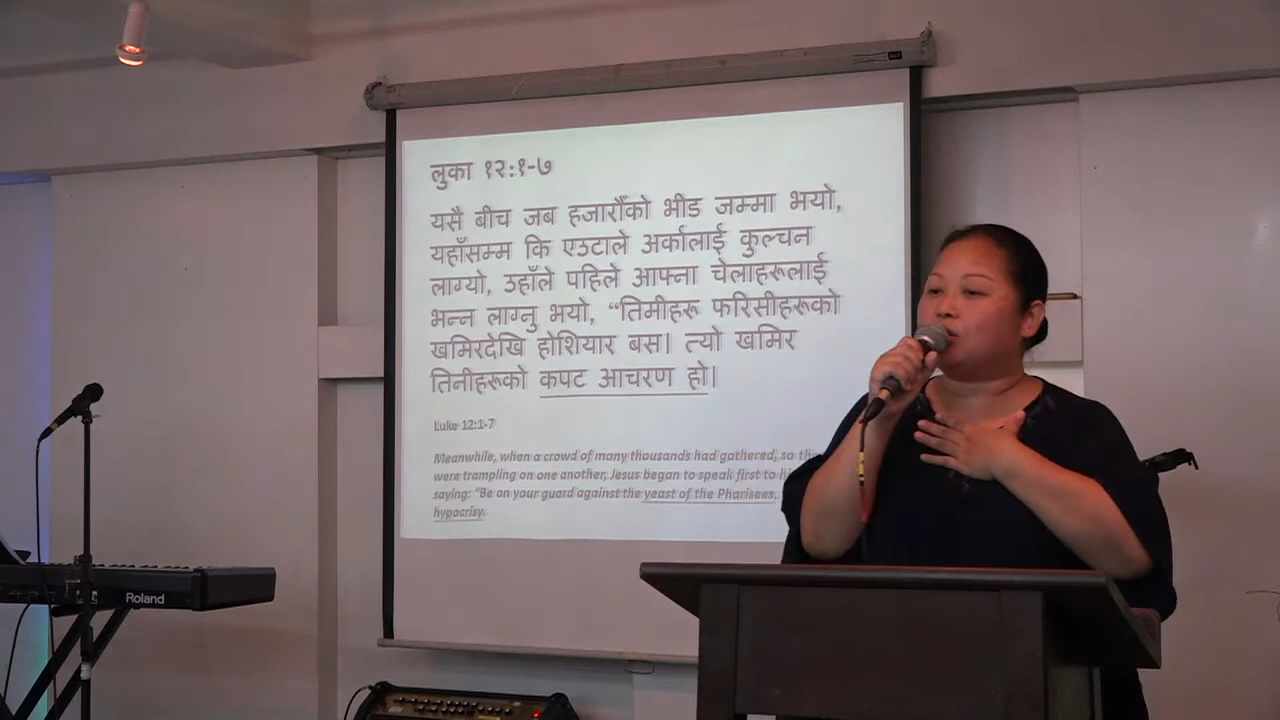 लुका १२:१-७
यसै बीच जब हजारौँको भीड जम्मा भयो,
यहाँसम्म कि एउटाले अर्कालाई कुल्चन
लाग्यो, उहाँले पहिले आफ्ना चेलाहरूलाई
भन्न लाग्नु भयो, “तिमीहरू फरिसीहरूको
खमिरदेखि होशियार बस। त्यो खमिर
तिनीहरूको कपट आचरण हो।
Luke 12:1-7
Meanwhile, when a crowd of many thousands had gathered, so
were trampling on one another, Jesus began to speak first to
saying: "Be on your guard against the yeast of the Pharisees,
hypocrisy.
Roland